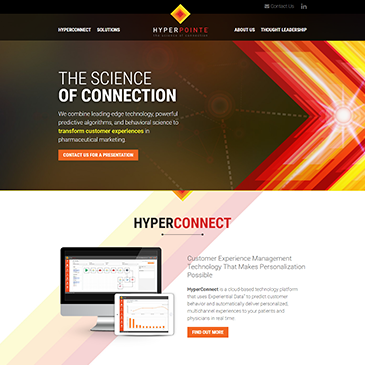 Contact Us in
HYPERCONNECT SOLUTIONS HYPERPOINTE ABOUT US THOUGHT LEADERSHIP
THE SCIENCE OF CONNECTION
THE SCIENCE
OF CONNECTION
We combine leading edge technology, powerful
predictive algorithms, and behavioral science to
transform customer experiences in
pharmaceutical marketing.
CONTACT US FOR A PRESENTATION
HYPERCONNECT
Customer Experience Management
Technology That Makes Personalization
Possible
HyperConnect is a cloud-based technology platform
that uses Experiential Data® to predict customer
behavior and automatically deliver personalized,
multichannel experiences to your patients and
physicians in real time.
FIND OUT MORE